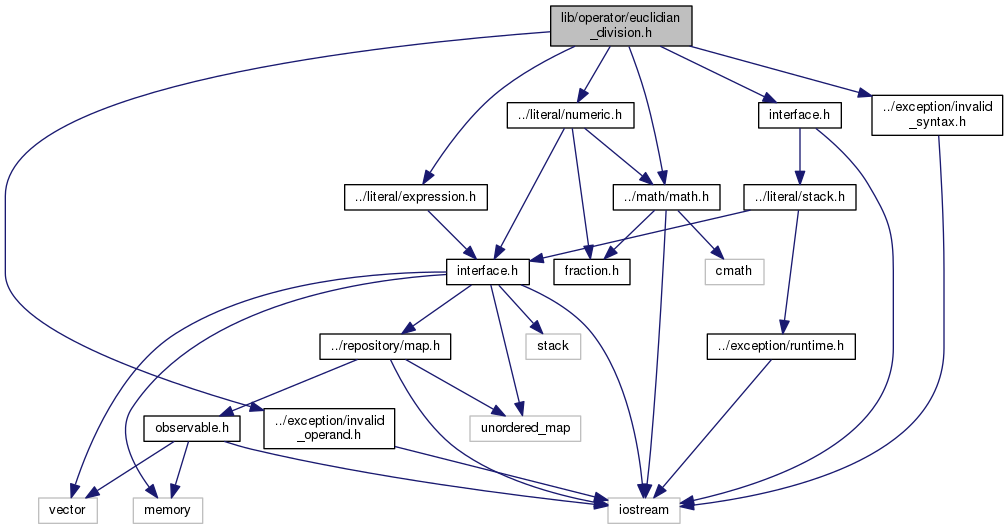 lib/operator/euclidian
_division.h
../literal/numeric.h
interface.h
../exception/invalid
_syntax.h
../literal/expression.h
../math/math.h
../literal/stack.h
interface.h
fraction.h
cmath
../repository/map.h
stack
../exception/runtime.h
observable.h
../exception/invalid
_operand.h
unordered_map
vector
memory
iostream